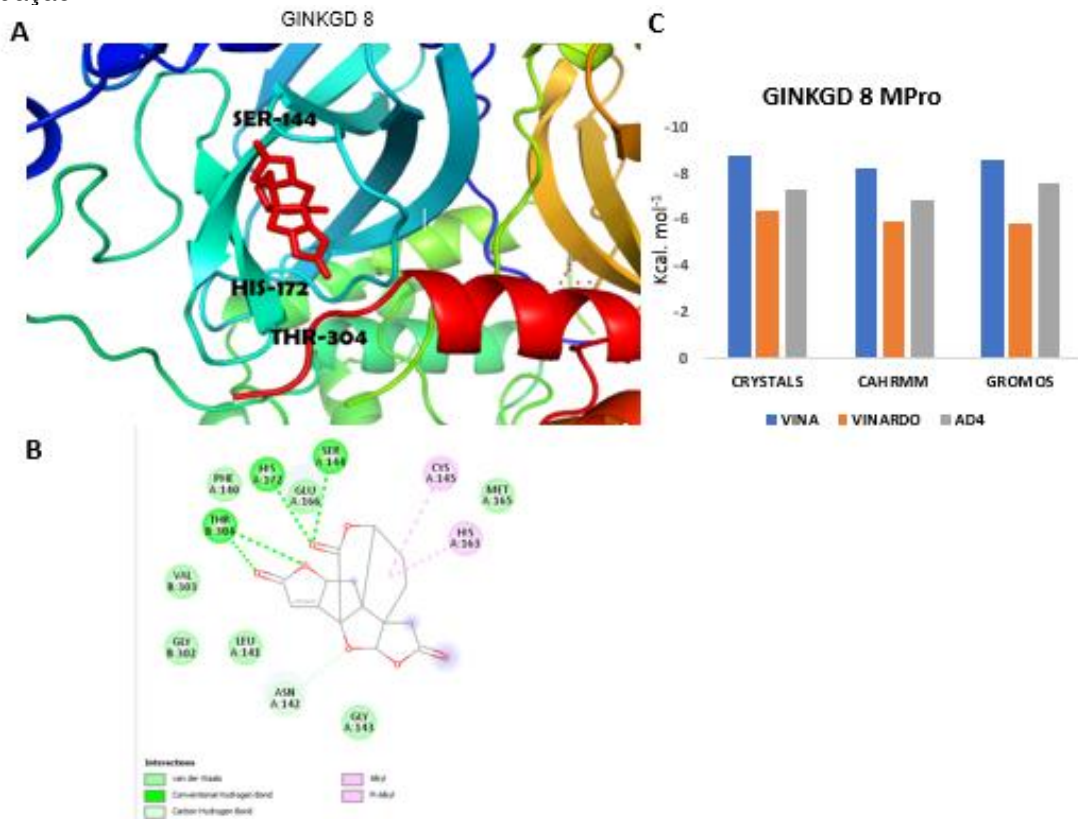 A
GINKGD 8
SER-144
HIS-172
THR-304
C
GINKGD 8 MPro
Kcal. mol⁻¹
-10
-8
-6
-4
-2
0
CRYSTALS CAHRMM GROMOS
VINA VINARDO AD4
B
PHE
A:140
HIS
A:172
GLU
A:166
SER
A:144
CYS
A:145
MET
A:165
THR
B:304
HIS
A:163
VAL
B:303
GLY
B:302
LEU
A:141
ASN
A:142
GLY
A:143
Interactions
van der Waals
Conventional Hydrogen Bond
Carbon Hydrogen Bond
Alkyl
Pi-Alkyl